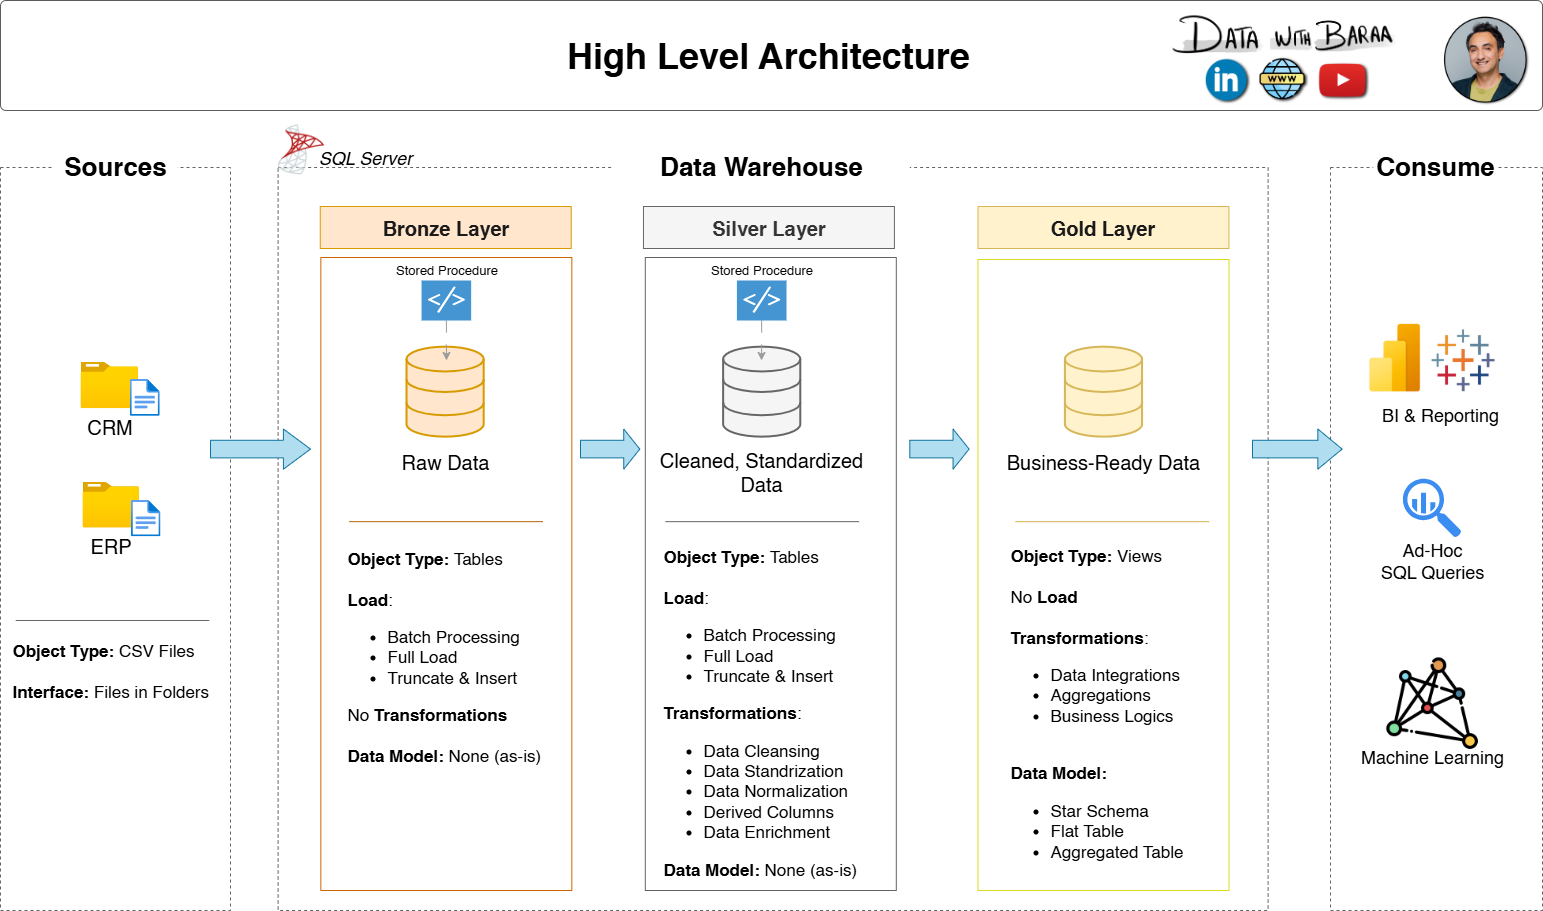 High Level Architecture
DATA WITH BARAA
in
WWW
Sources
CRM
ERP
Object Type: CSV Files
Interface: Files in Folders
SQL Server
Data Warehouse
Bronze Layer
Stored Procedure
</>
Raw Data
Object Type: Tables
Load:
• Batch Processing
• Full Load
• Truncate & Insert
No Transformations
Data Model: None (as-is)
Silver Layer
Stored Procedure
</>
Cleaned, Standardized
Data
Object Type: Tables
Load:
• Batch Processing
• Full Load
• Truncate & Insert
Transformations:
• Data Cleansing
• Data Standrization
• Data Normalization
• Derived Columns
• Data Enrichment
Data Model: None (as-is)
Gold Layer
Business-Ready Data
Object Type: Views
No Load
Transformations:
• Data Integrations
• Aggregations
• Business Logics
Data Model:
• Star Schema
• Flat Table
• Aggregated Table
Consume
BI & Reporting
Ad-Hoc
SQL Queries
Machine Learning